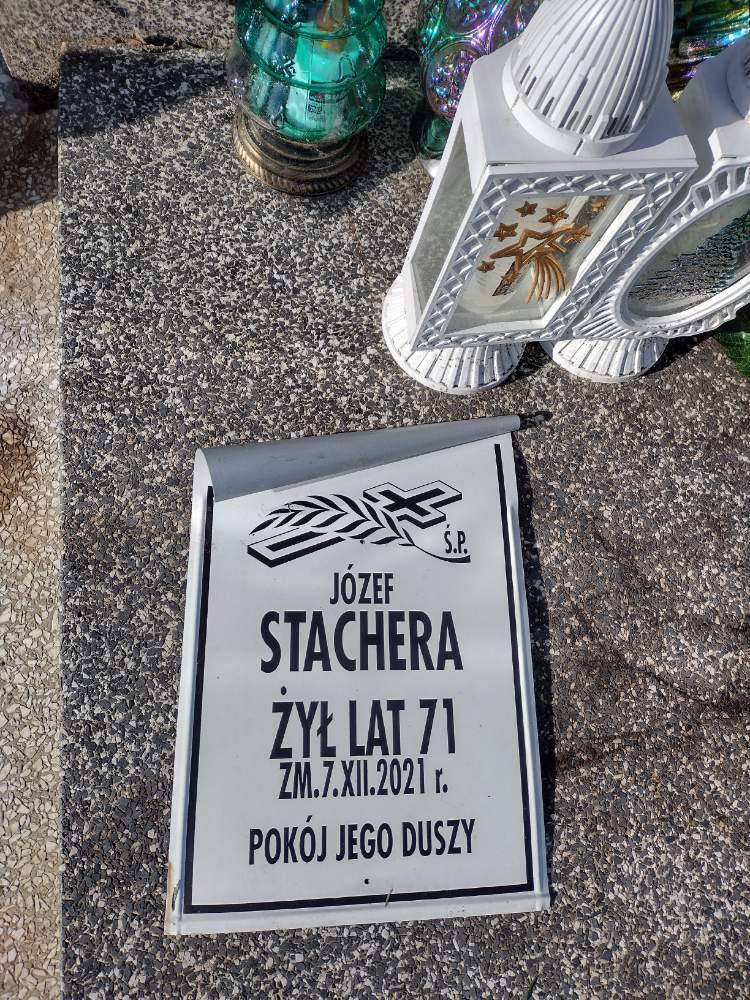 Ś.P.
JÓZEF
STACHERA
ŻYŁ LAT 71
ZM.7.XII.2021 r.
POKÓJ JEGO DUSZY